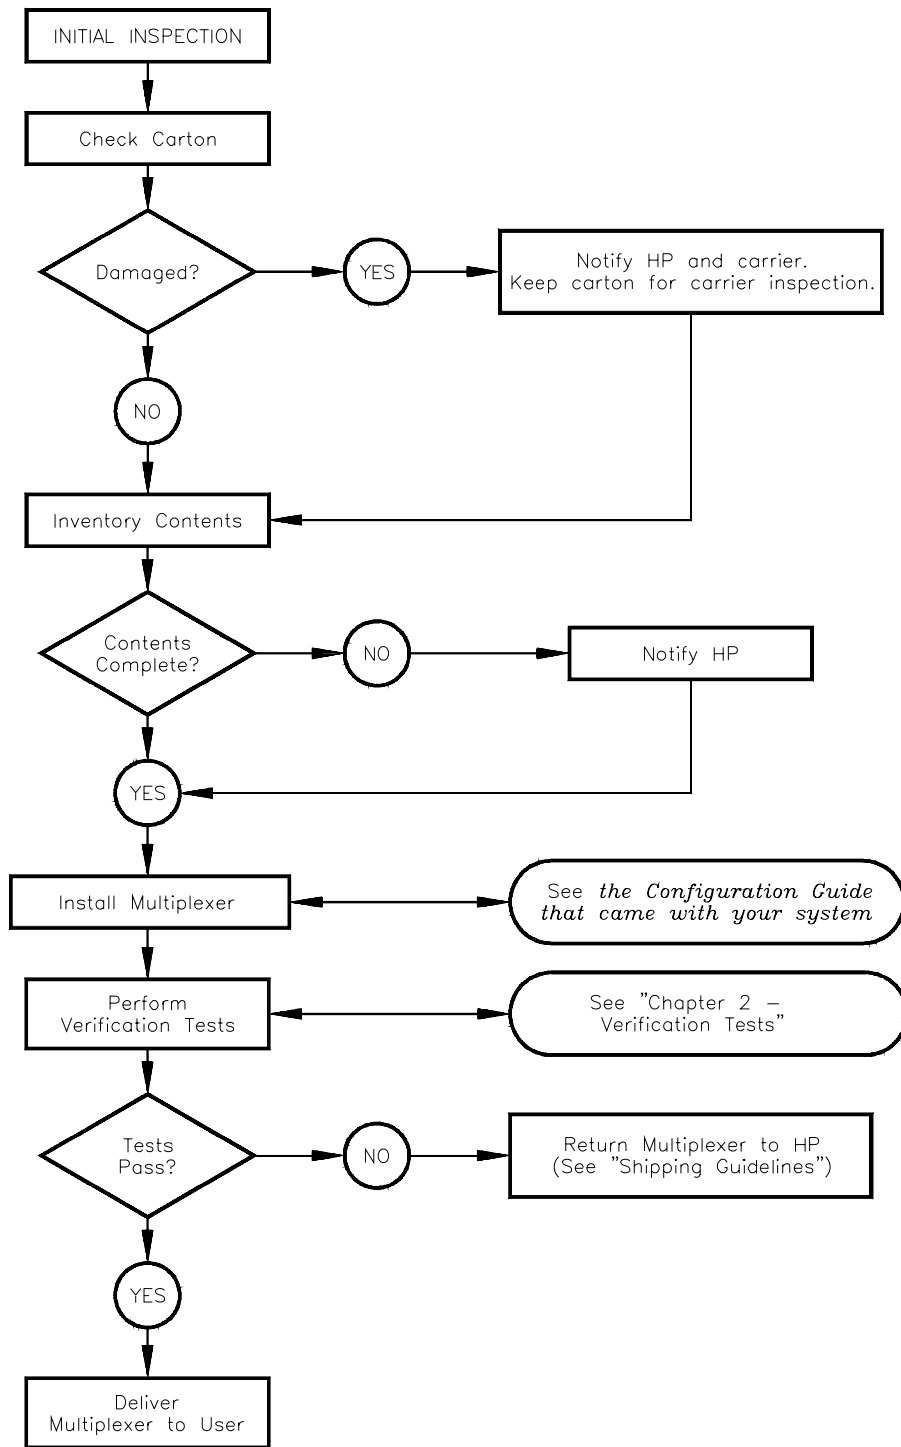 INITIAL INSPECTION
Check Carton
Damaged?
YES
Notify HP and carrier.
Keep carton for carrier inspection.
NO
Inventory Contents
Contents
Complete?
NO
Notify HP
YES
Install Multiplexer
See the Configuration Guide
that came with your system
Perform
Verification Tests
See "Chapter 2 –
Verification Tests"
Tests
Pass?
NO
Return Multiplexer to HP
(See "Shipping Guidelines")
YES
Deliver
Multiplexer to User